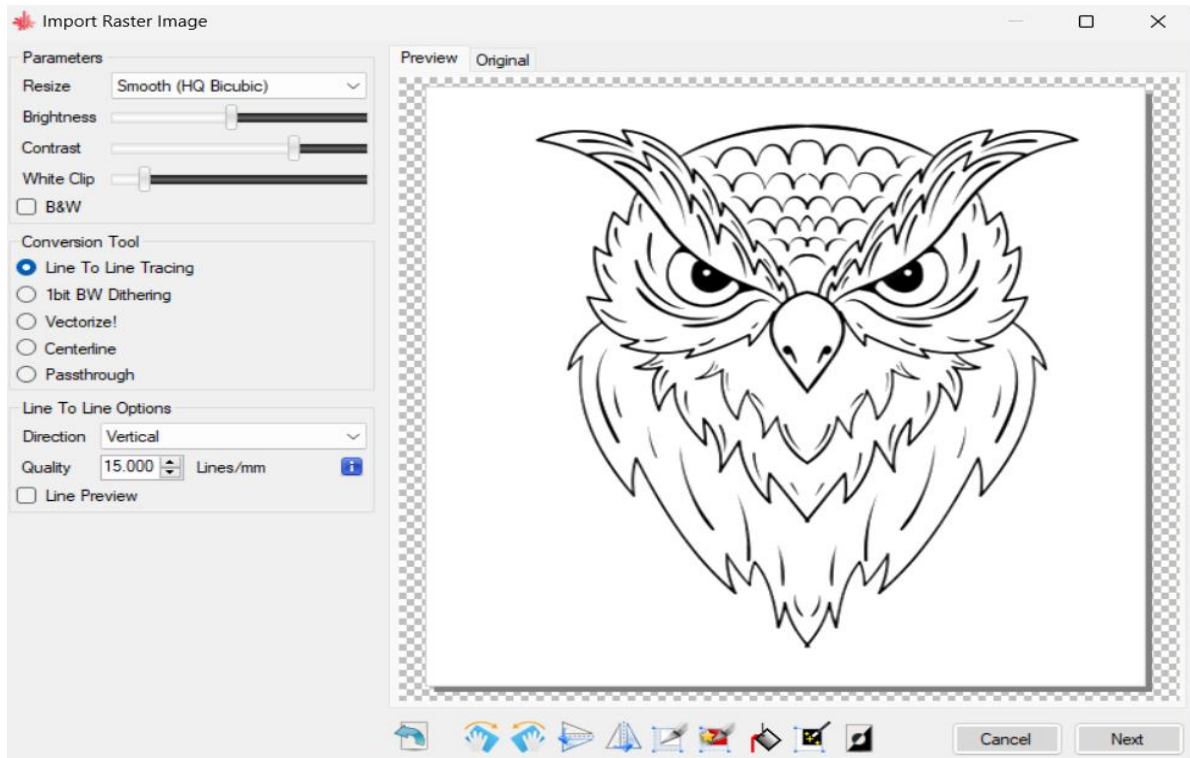 Import Raster Image
Parameters
Resize Smooth (HQ Bicubic)
Brightness
Contrast
White Clip
B&W
Conversion Tool
Line To Line Tracing
1bit BW Dithering
Vectorize!
Centerline
Passthrough
Line To Line Options
Direction Vertical
Quality 15.000 Lines/mm
Line Preview
Preview Original
Cancel Next